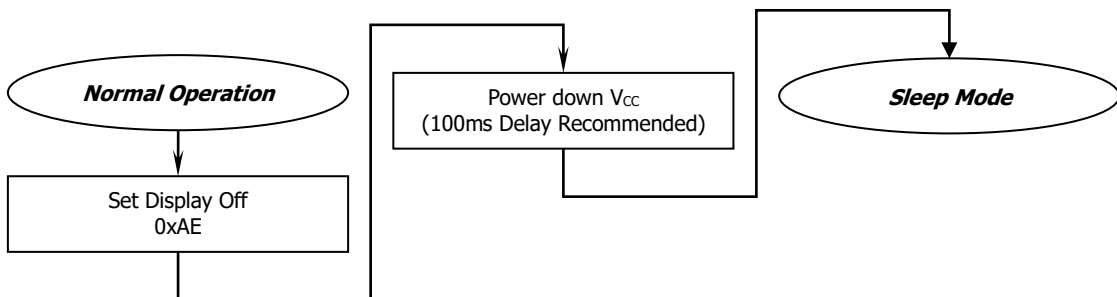 Normal Operation
Set Display Off
0xAE
Power down VCC
(100ms Delay Recommended)
Sleep Mode